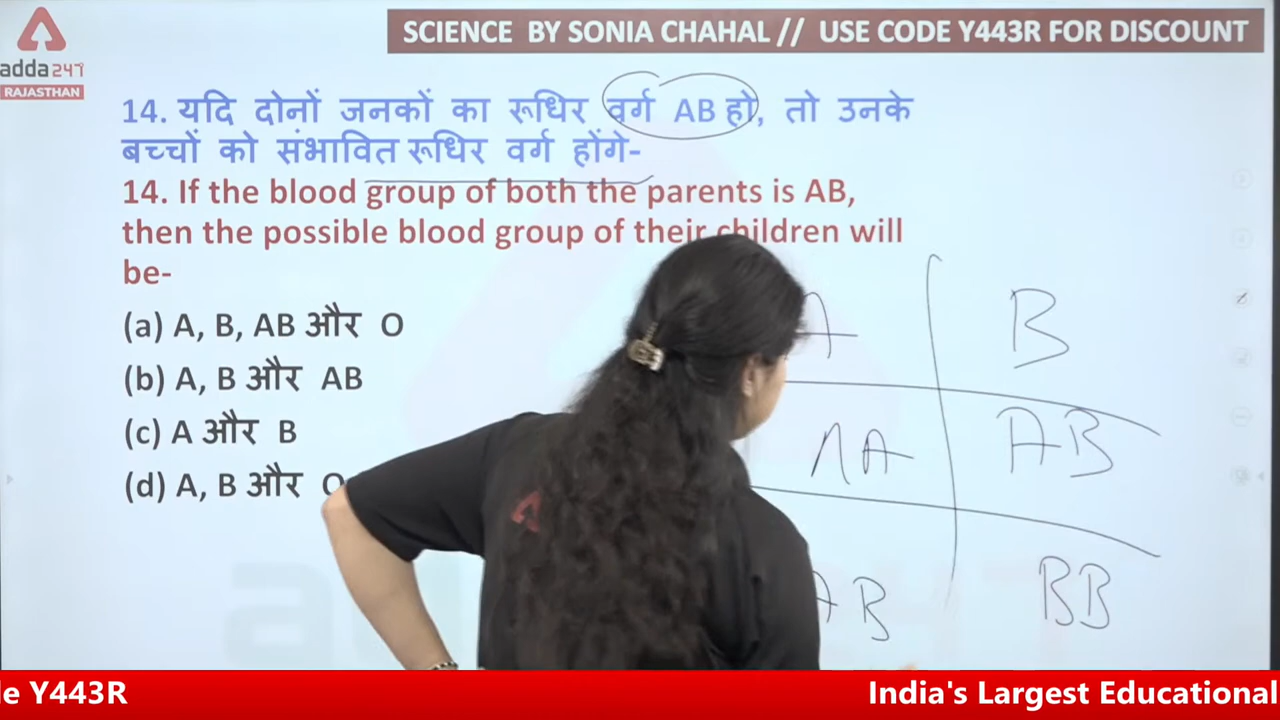 SCIENCE BY SONIA CHAHAL // USE CODE Y443R FOR DISCOUNT
adda247
RAJASTHAN
14. यदि दोनों जनकों का रूधिर वर्ग AB हो, तो उनके
बच्चों को संभावित रूधिर वर्ग होंगे-
14. If the blood group of both the parents is AB,
then the possible blood group of their children will
be-
(a) A, B, AB और O
(b) A, B और AB
(c) A और B
(d) A, B और O
A B
AA AB
AB BB
le Y443R
India's Largest Educational